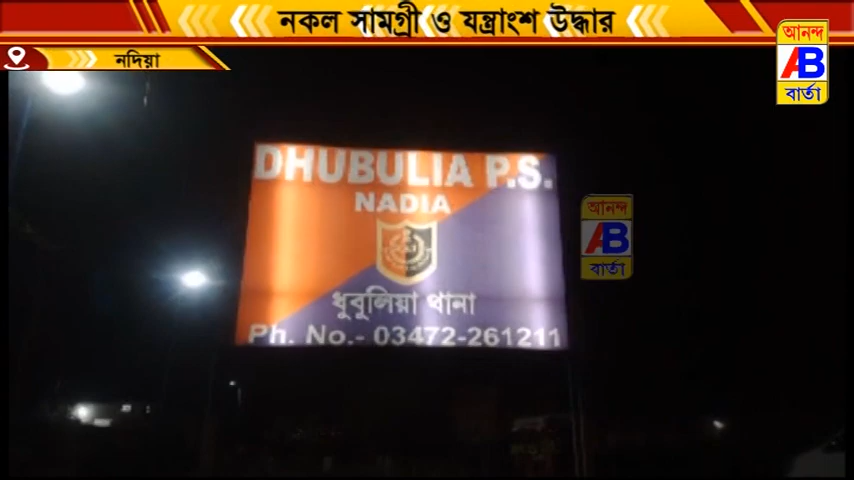 নকল সামগ্রী ও যন্ত্রাংশ উদ্ধার
নদিয়া
আনন্দ
AB
বার্তা
DHUBULIA P.S.
NADIA
ধুবুলিয়া থানা
Ph. No.- 03472-261211
আনন্দ
AB
বার্তা